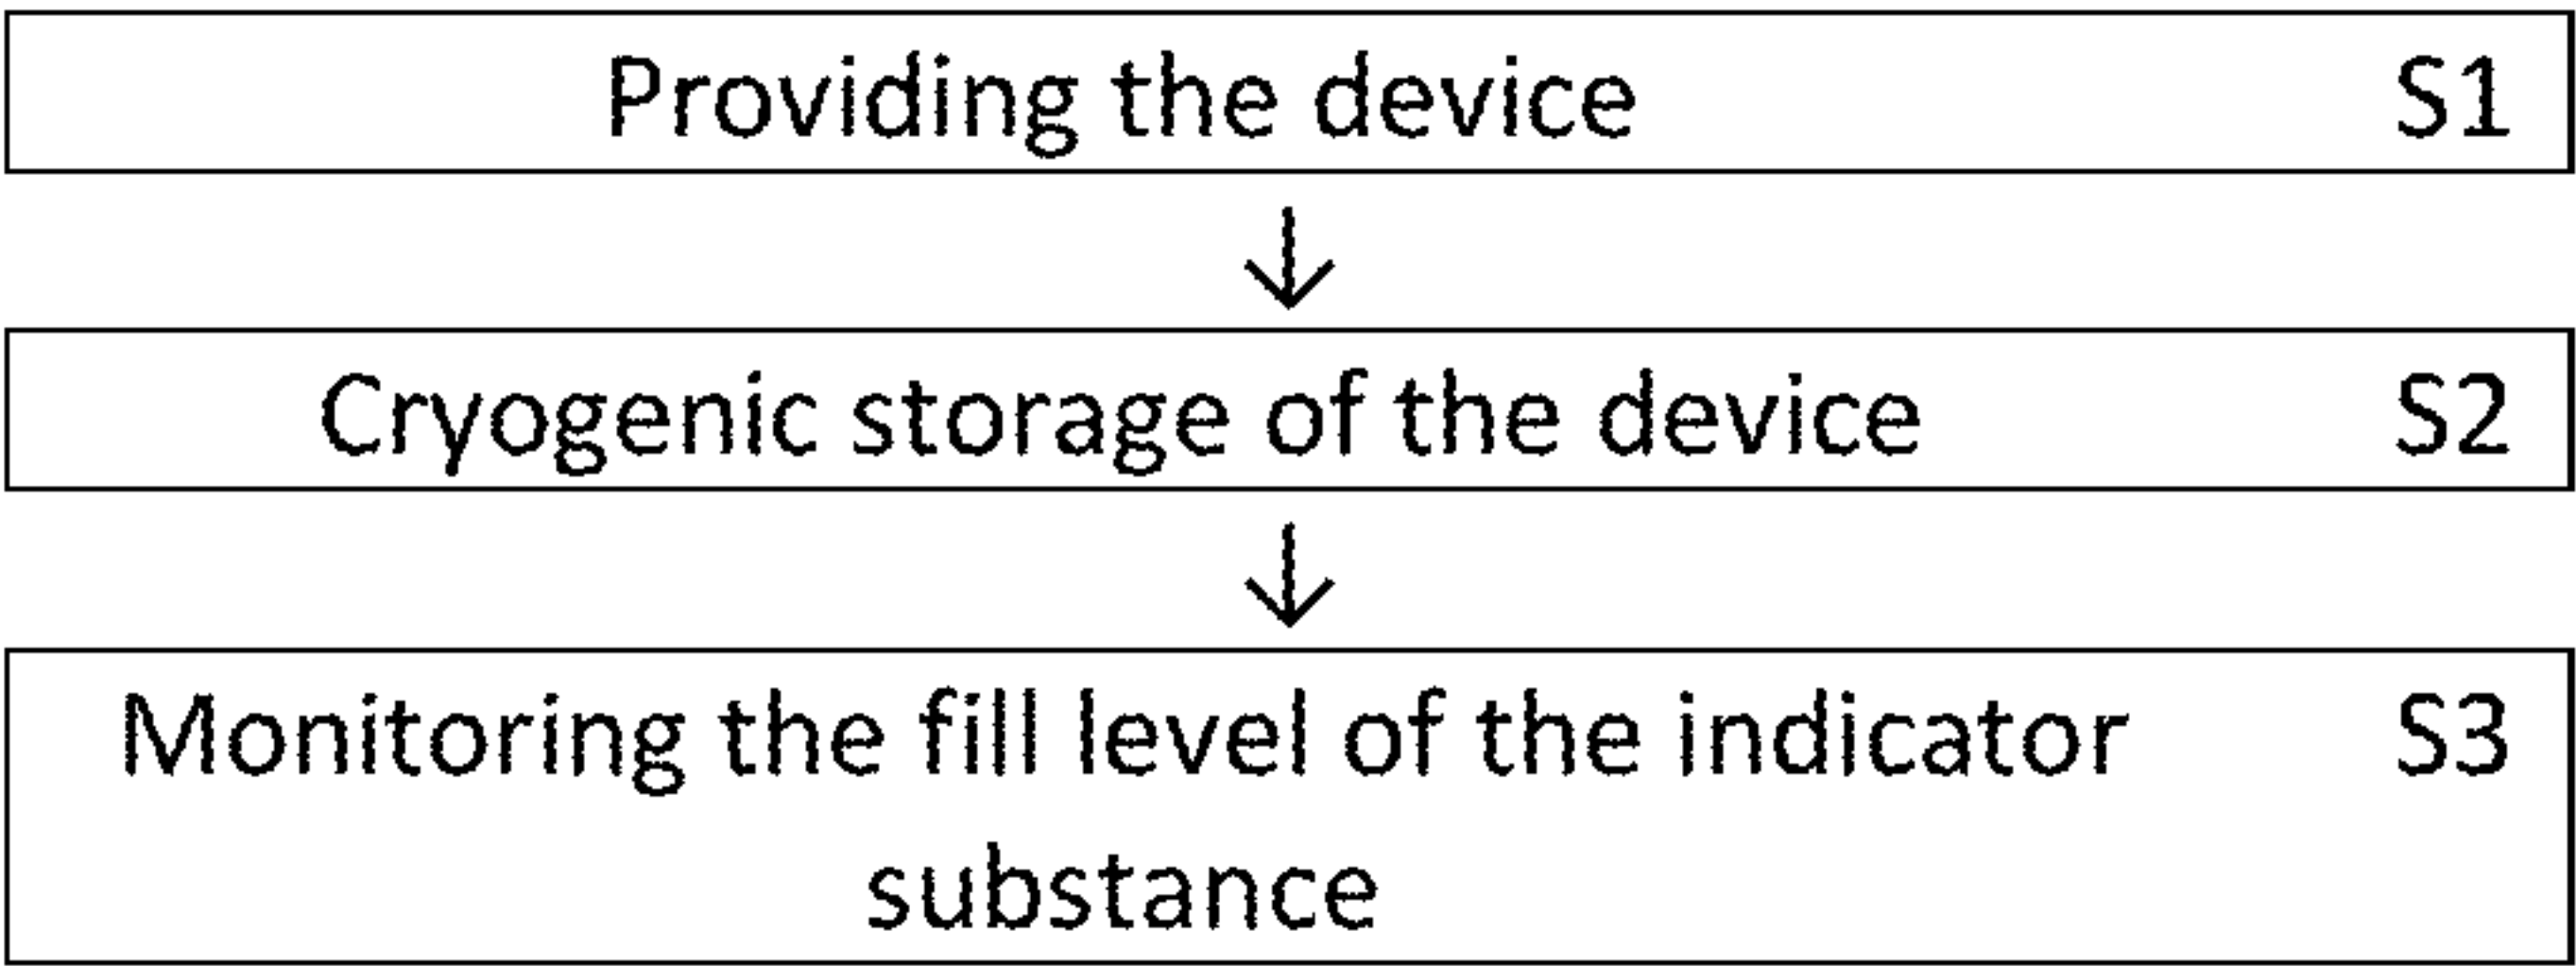 Providing the device S1
Cryogenic storage of the device S2
Monitoring the fill level of the indicator S3
substance